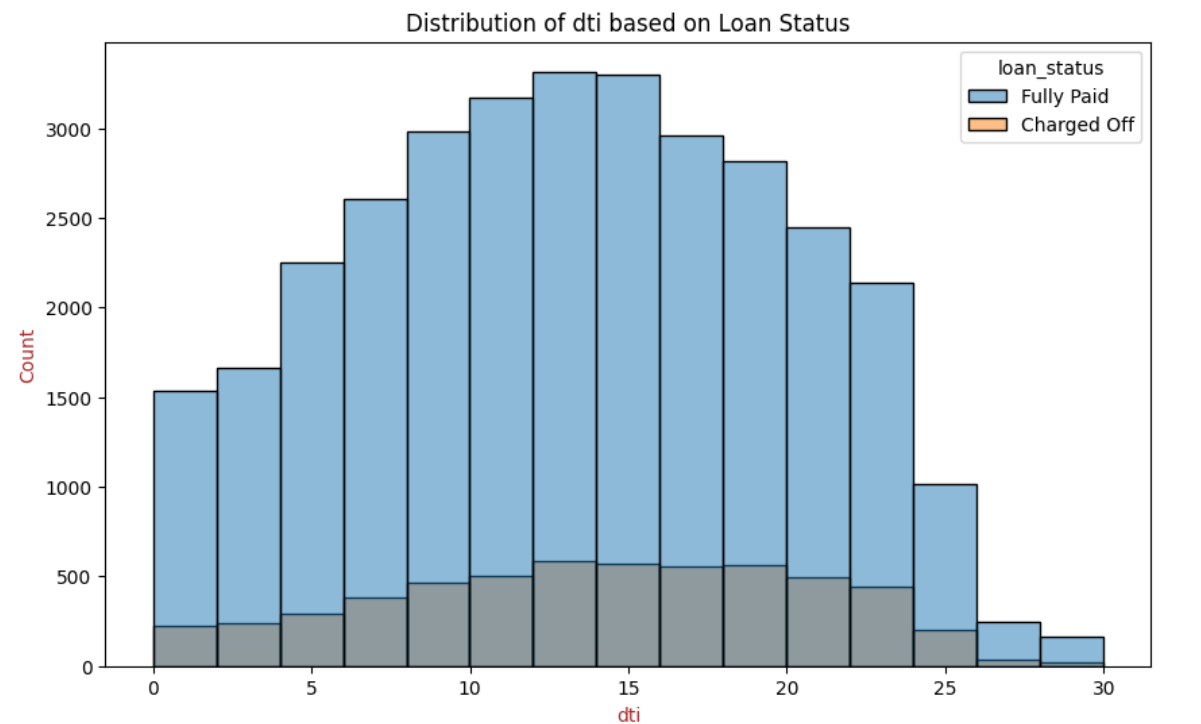 Distribution of dti based on Loan Status
loan_status
Fully Paid
Charged Off
3000
2500
2000
1500
1000
500
0
Count
0 5 10 15 20 25 30
dti